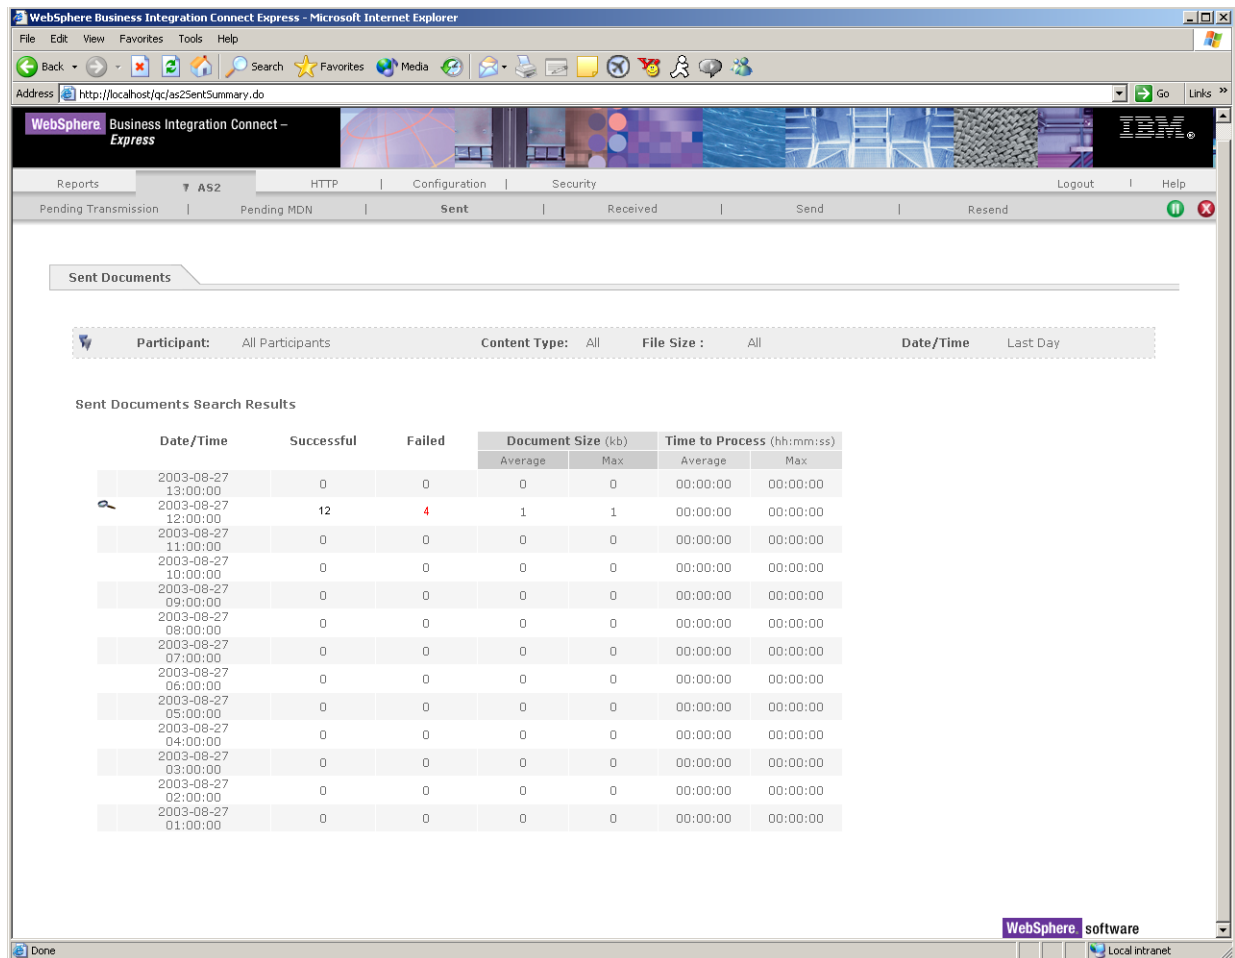 WebSphere Business Integration Connect Express - Microsoft Internet Explorer
File Edit View Favorites Tools Help
Back Search Favorites Media
Address http://localhost/qc/as2SentSummary.do Go Links »
WebSphere. Business Integration Connect –
Express
IBM®
Reports AS2 HTTP | Configuration | Security Logout | Help
Pending Transmission | Pending MDN | Sent | Received | Send | Resend
Sent Documents
Participant: All Participants Content Type: All File Size : All Date/Time Last Day
Sent Documents Search Results
Date/Time Successful Failed Document Size (kb) Time to Process (hh:mm:ss)
Average Max Average Max
2003-08-27
13:00:00 0 0 0 0 00:00:00 00:00:00
2003-08-27
12:00:00 12 4 1 1 00:00:00 00:00:00
2003-08-27
11:00:00 0 0 0 0 00:00:00 00:00:00
2003-08-27
10:00:00 0 0 0 0 00:00:00 00:00:00
2003-08-27
09:00:00 0 0 0 0 00:00:00 00:00:00
2003-08-27
08:00:00 0 0 0 0 00:00:00 00:00:00
2003-08-27
07:00:00 0 0 0 0 00:00:00 00:00:00
2003-08-27
06:00:00 0 0 0 0 00:00:00 00:00:00
2003-08-27
05:00:00 0 0 0 0 00:00:00 00:00:00
2003-08-27
04:00:00 0 0 0 0 00:00:00 00:00:00
2003-08-27
03:00:00 0 0 0 0 00:00:00 00:00:00
2003-08-27
02:00:00 0 0 0 0 00:00:00 00:00:00
2003-08-27
01:00:00 0 0 0 0 00:00:00 00:00:00
WebSphere. software
Done Local intranet